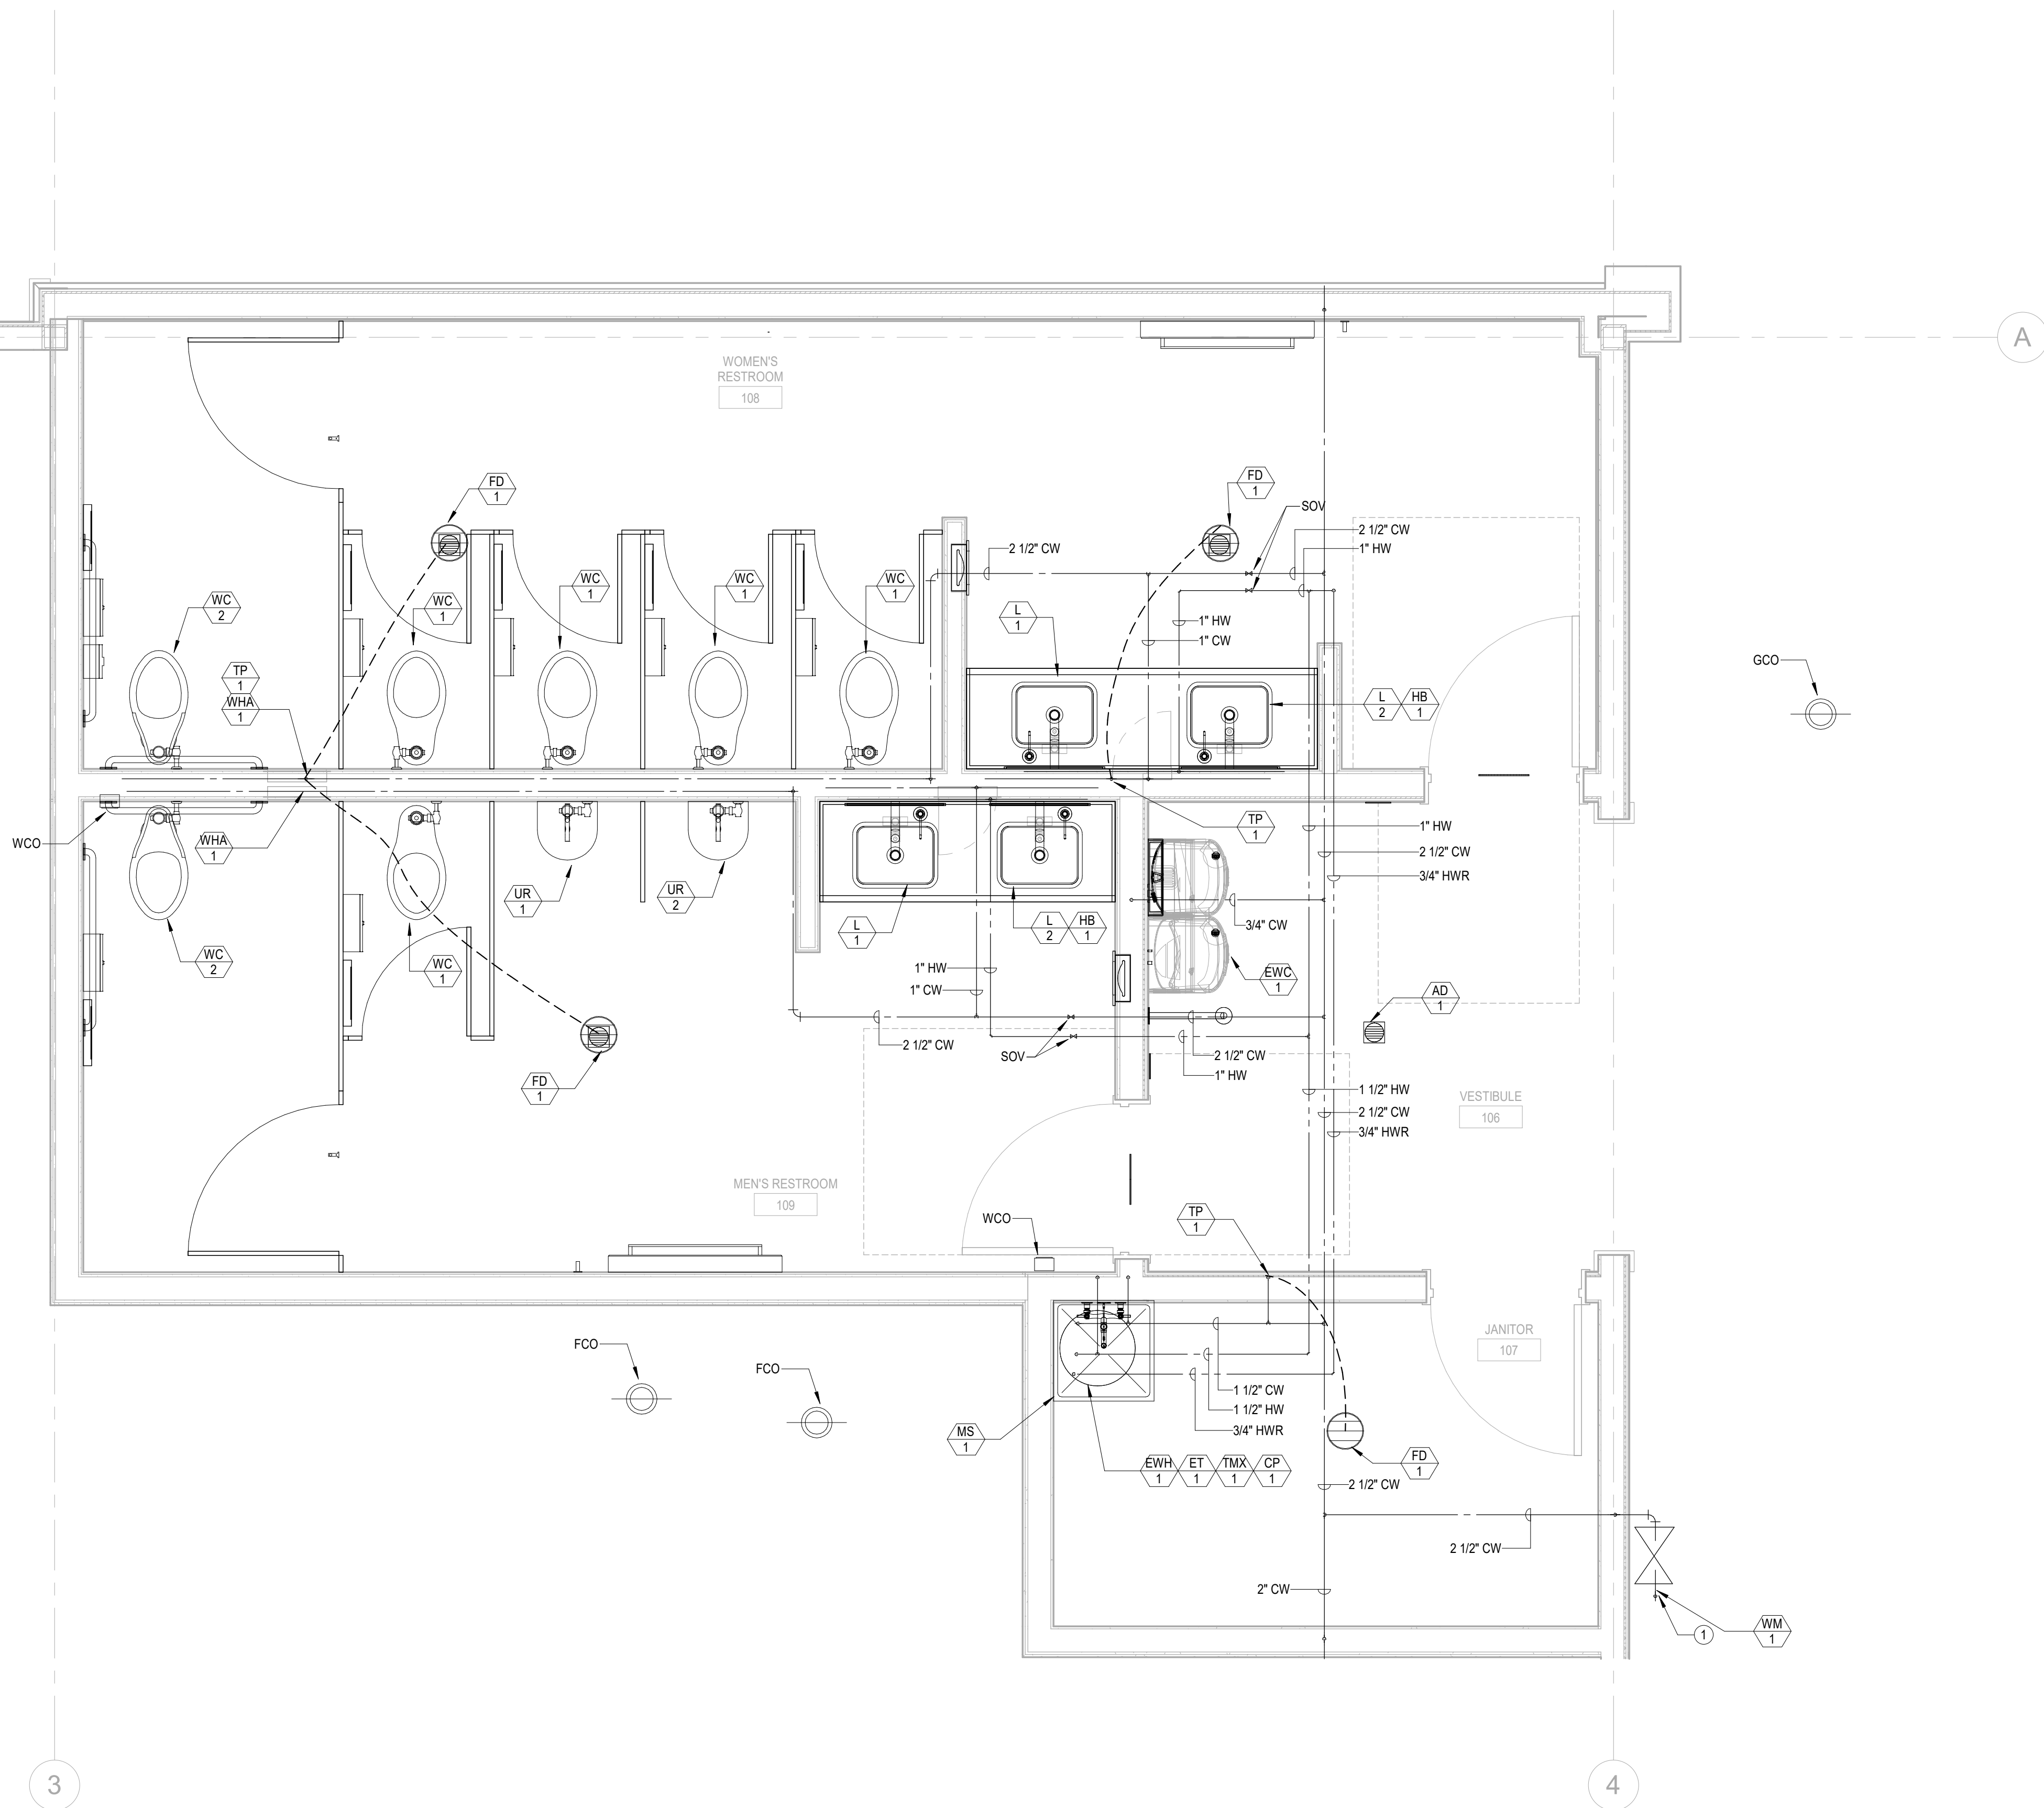 A
WOMEN'S
RESTROOM
108
FD
1
FD
1
SOV
2 1/2" CW
1" HW
2 1/2" CW
WC
1
WC
1
WC
1
WC
1
WC
2
L
1
1" HW
1" CW
GCO
TP
1
WHA
1
L
2
HB
1
WCO
WHA
1
TP
1
1" HW
2 1/2" CW
3/4" HWR
UR
1
UR
2
L
1
L
2
HB
1
3/4" CW
WC
2
WC
1
1" HW
1" CW
EWC
1
AD
1
2 1/2" CW
SOV
2 1/2" CW
1" HW
FD
1
1 1/2" HW
2 1/2" CW
3/4" HWR
VESTIBULE
106
MEN'S RESTROOM
109
WCO
TP
1
FCO
FCO
JANITOR
107
1 1/2" CW
1 1/2" HW
3/4" HWR
MS
1
EWH
1
ET
1
TMX
1
CP
1
FD
1
2 1/2" CW
2 1/2" CW
2" CW
1
WM
1
3
4